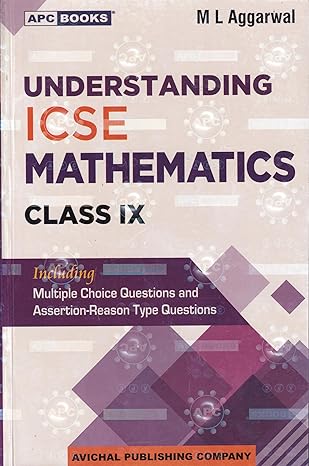 APC BOOKS
M L Aggarwal
UNDERSTANDING
ICSE
MATHEMATICS
CLASS IX
Including
Multiple Choice Questions and
Assertion-Reason Type Questions
AVICHAL PUBLISHING COMPANY